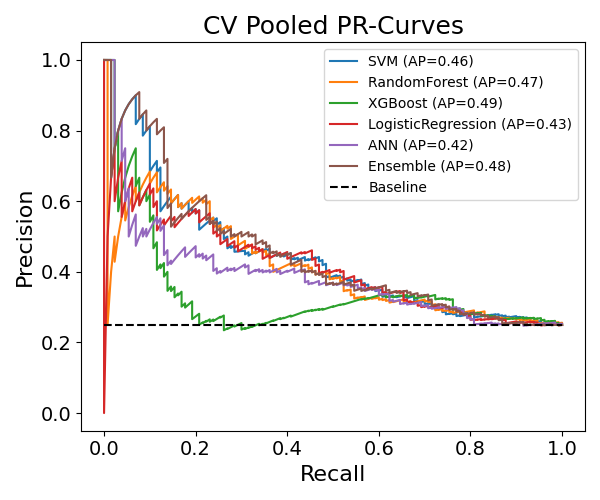 CV Pooled PR-Curves
SVM (AP=0.46)
RandomForest (AP=0.47)
XGBoost (AP=0.49)
LogisticRegression (AP=0.43)
ANN (AP=0.42)
Ensemble (AP=0.48)
Baseline
Precision
1.0
0.8
0.6
0.4
0.2
0.0
0.0 0.2 0.4 0.6 0.8 1.0
Recall